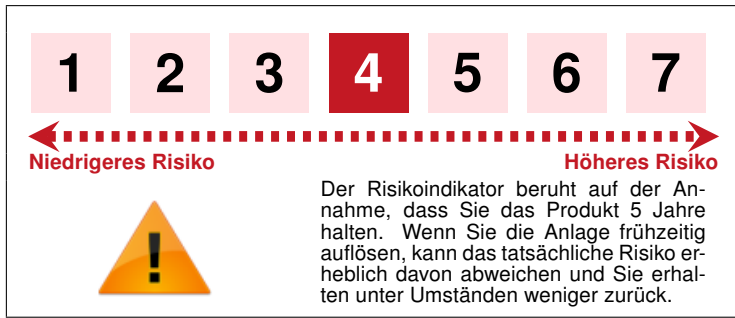 1 2 3 4 5 6 7
Niedrigeres Risiko Höheres Risiko
Der Risikoindikator beruht auf der An-
nahme, dass Sie das Produkt 5 Jahre
halten. Wenn Sie die Anlage frühzeitig
auflösen, kann das tatsächliche Risiko er-
heblich davon abweichen und Sie erhal-
ten unter Umständen weniger zurück.